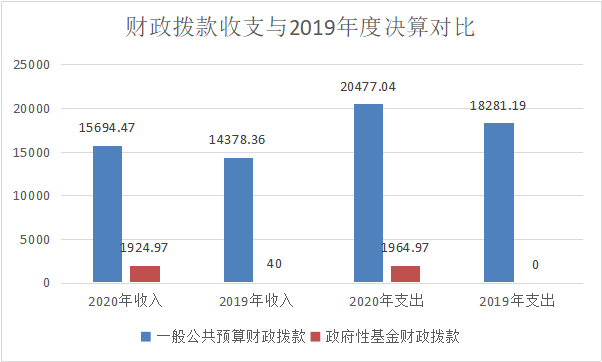 财政拨款收支与2019年度决算对比
25000
20000
15000
10000
5000
0
15694.47
1924.97
14378.36
40
20477.04
1964.97
18281.19
0
2020年收入
2019年收入
2020年支出
2019年支出
一般公共预算财政拨款
政府性基金财政拨款